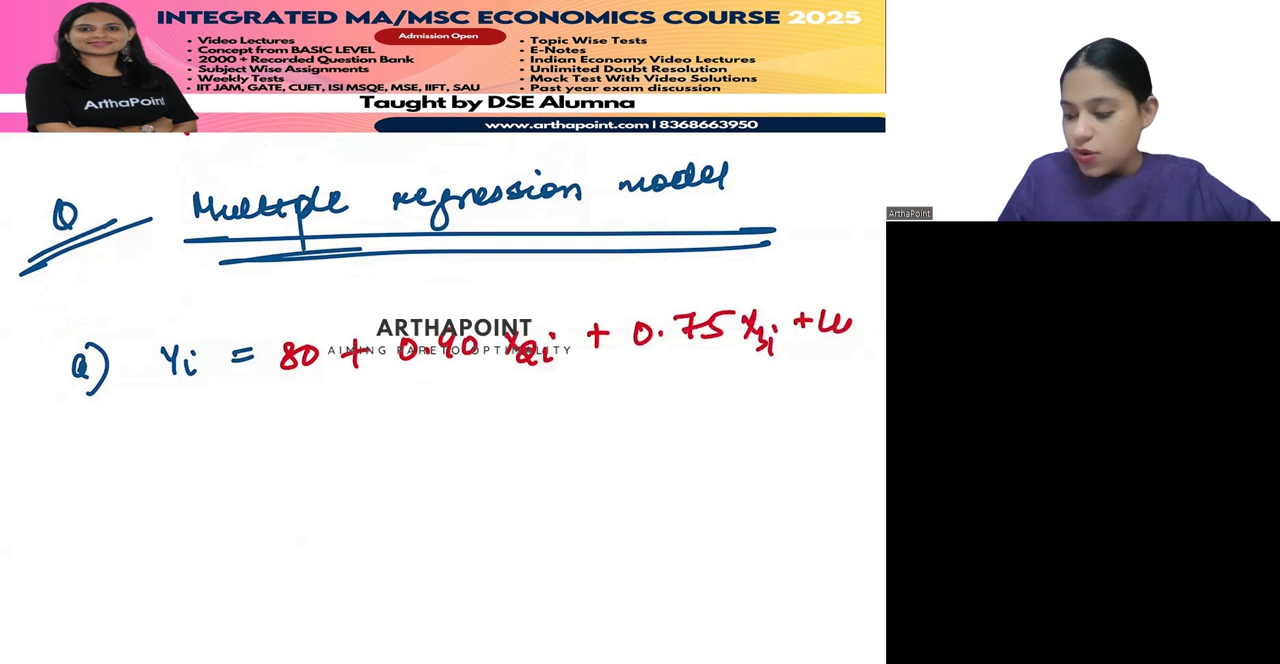 INTEGRATED MA/MSC ECONOMICS COURSE 2025
Admission Open
• Video Lectures
• Concept from BASIC LEVEL
• 2000 + Recorded Question Bank
• Subject Wise Assignments
• Weekly Tests
• IIT JAM, GATE, CUET, ISI MSQE, MSE, IIFT, SAU
• Topic Wise Tests
• E-Notes
• Indian Economy Video Lectures
• Unlimited Doubt Resolution
• Mock Test With Video Solutions
• Past year exam discussion
ArthaPoint
Taught by DSE Alumna
www.arthapoint.com | 8368663950
ArthaPoint
Q Multiple regression model
ARTHAPOINT
AIMING PARETO OPTIMALITY
a) Yi = 80 + 0.90 X2i + 0.75 X3i + u